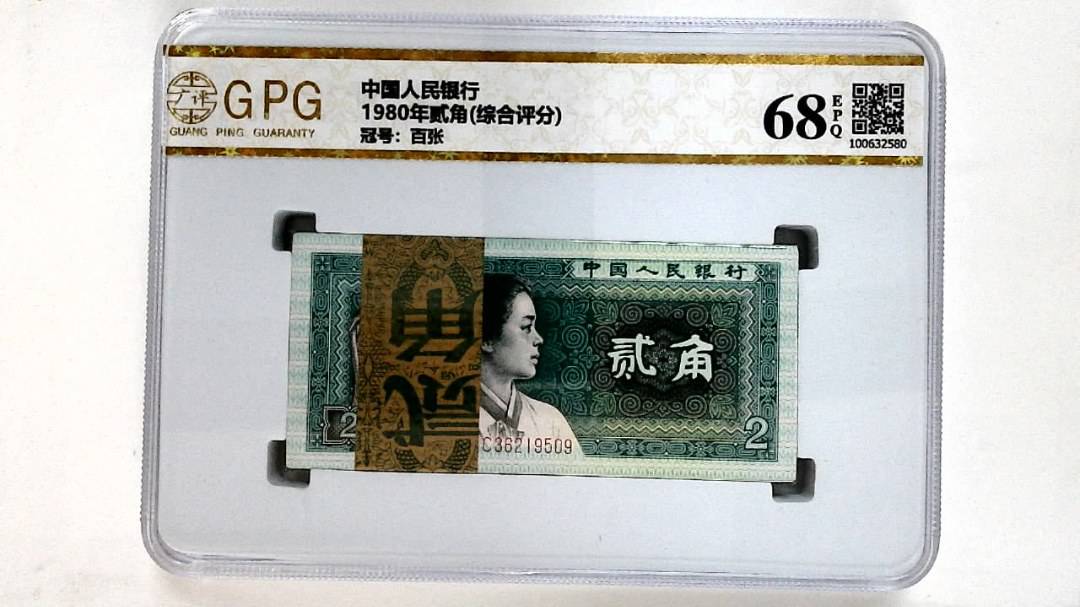 广评
GPG
GUANG PING GUARANTY
中国人民银行
1980年贰角(综合评分)
冠号：百张
68
EPQ
100632580
中国人民银行
贰角
贰角
C36219509
2
2